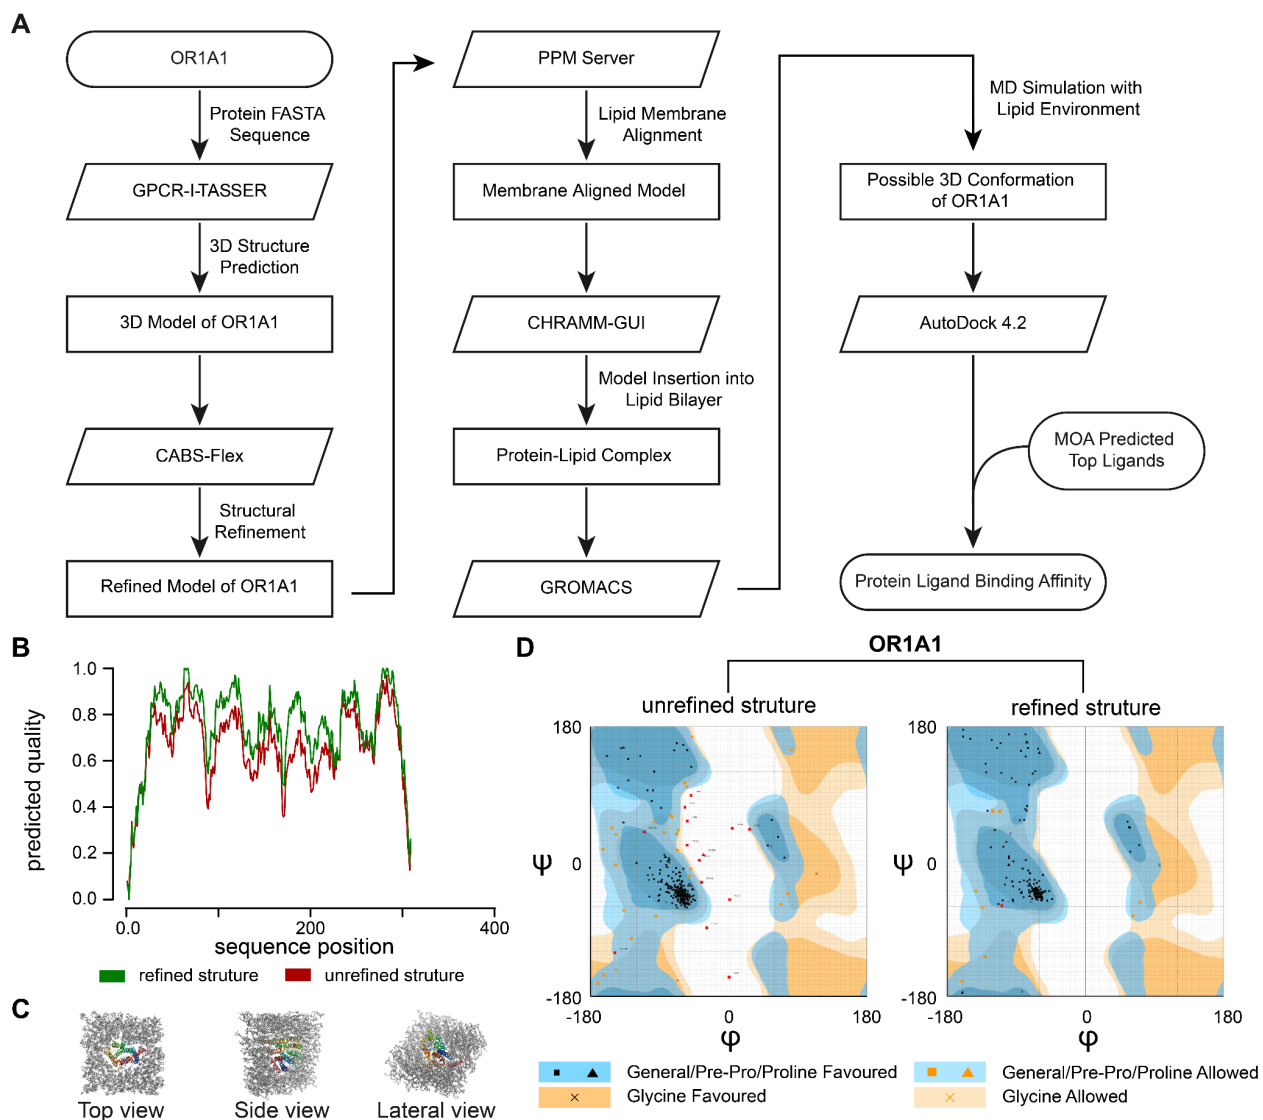 A
OR1A1
Protein FASTA
Sequence
GPCR-I-TASSER
3D Structure
Prediction
3D Model of OR1A1
CABS-Flex
Structural
Refinement
Refined Model of OR1A1
PPM Server
Lipid Membrane
Alignment
Membrane Aligned Model
CHRAMM-GUI
Model Insertion into
Lipid Bilayer
Protein-Lipid Complex
GROMACS
MD Simulation with
Lipid Environment
Possible 3D Conformation
of OR1A1
AutoDock 4.2
MOA Predicted
Top Ligands
Protein Ligand Binding Affinity
B
predicted quality
1.0
0.8
0.6
0.4
0.2
0.0
0.0
200
400
sequence position
refined struture
unrefined struture
C
Top view
Side view
Lateral view
D
OR1A1
unrefined struture
180
Ψ
0
-180
-180
0
180
φ
refined struture
180
Ψ
0
-180
-180
0
180
φ
General/Pre-Pro/Proline Favoured
Glycine Favoured
General/Pre-Pro/Proline Allowed
Glycine Allowed